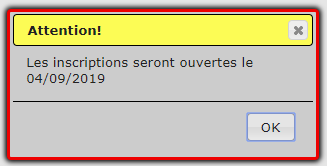 Attention!
Les inscriptions seront ouvertes le
04/09/2019
OK